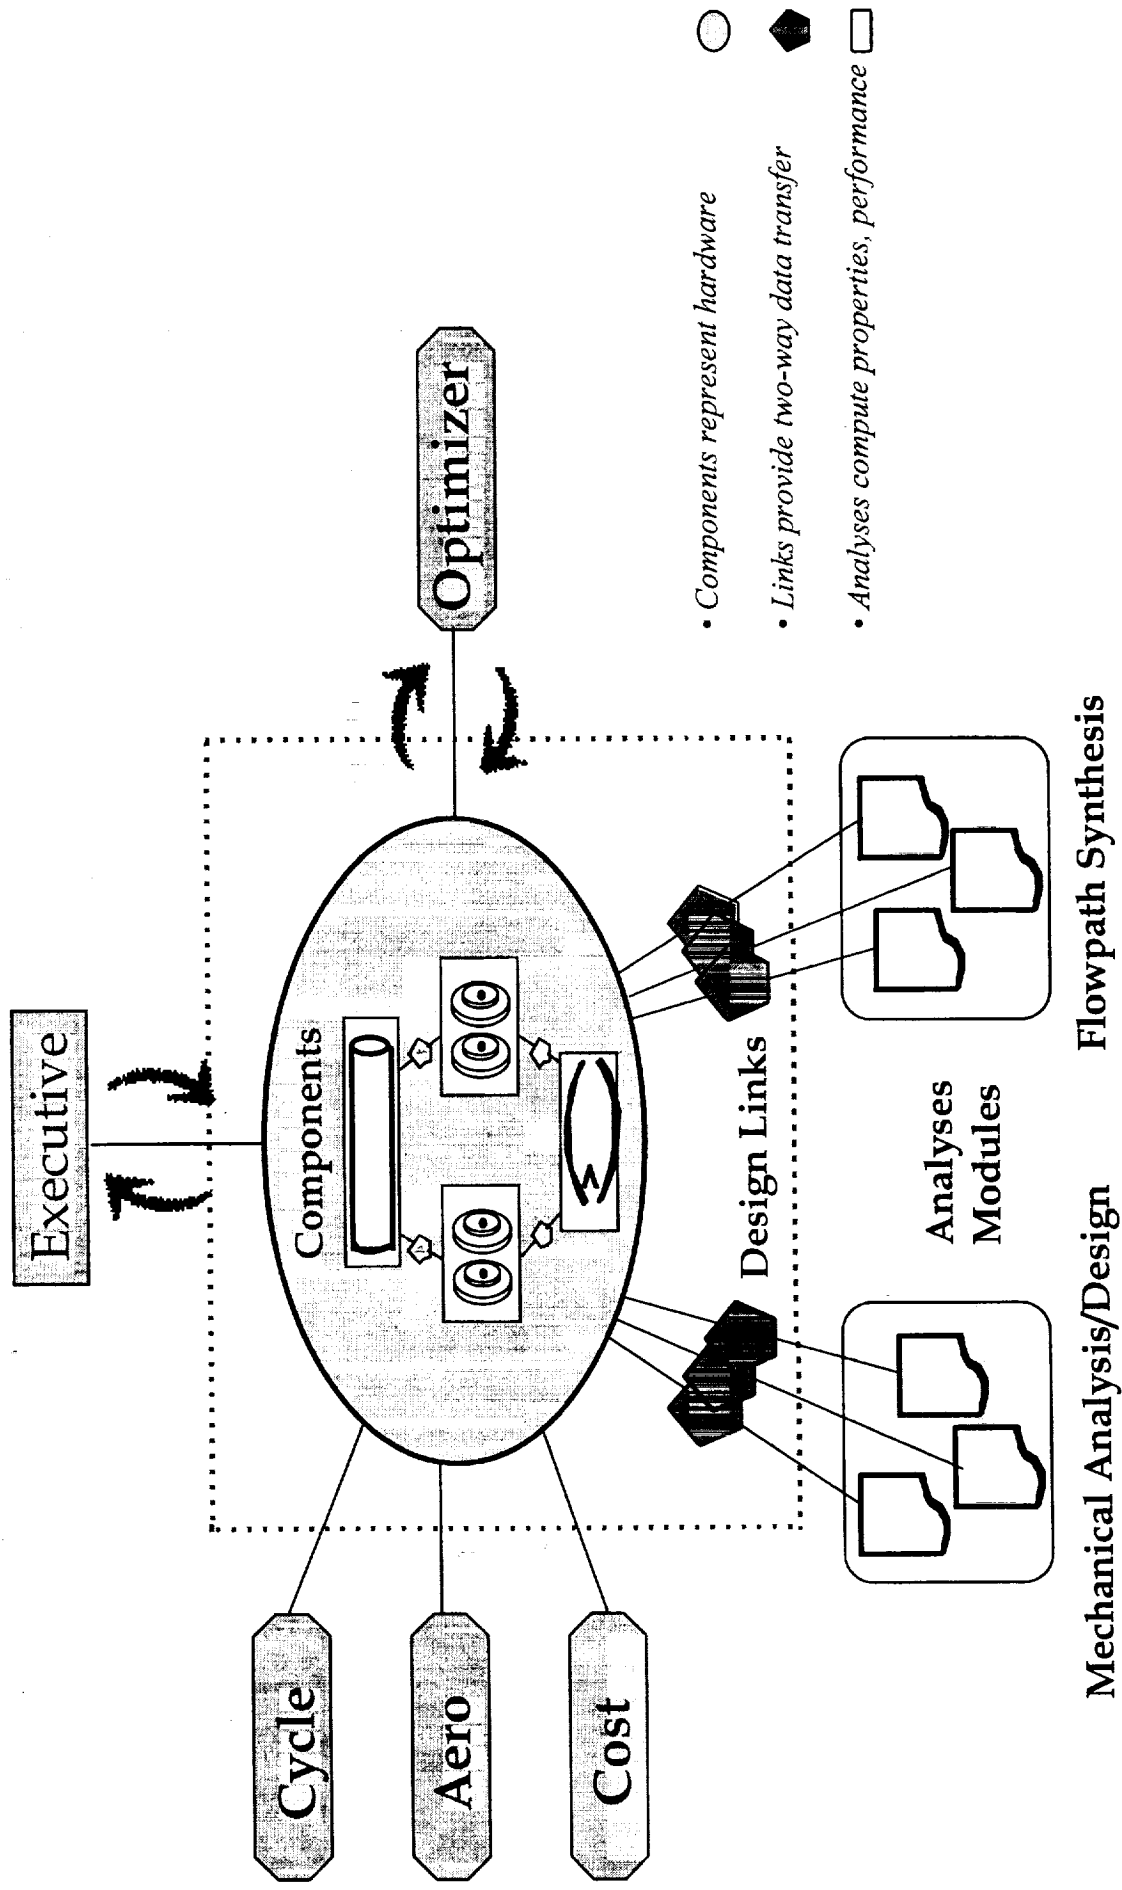 Executive
Components
Optimizer
Cycle
Aero
Cost
Design Links
Analyses
Modules
Mechanical Analysis/Design
Flowpath Synthesis
• Components represent hardware
• Links provide two-way data transfer
• Analyses compute properties, performance